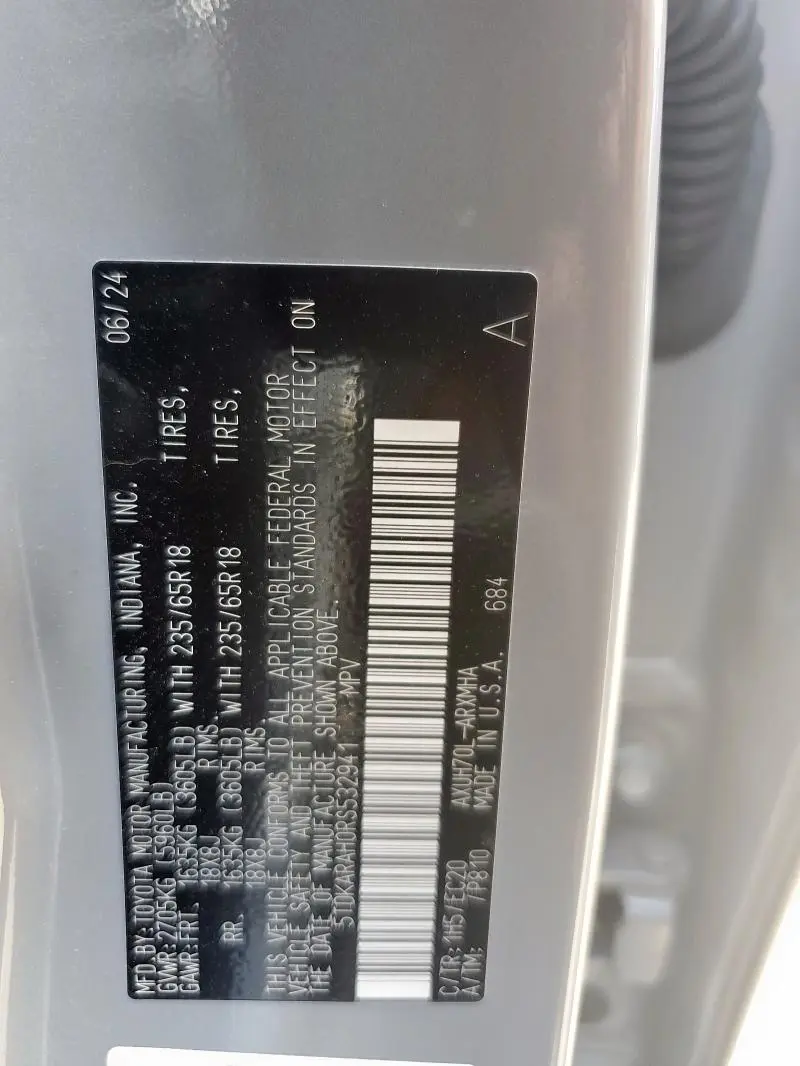 MFD.BY:TOYOTA MOTOR MANUFACTURING, INDIANA, INC. 06/24
GVWR:2705KG (5960LB)
GAWR:FRT. 1635KG (3605LB) WITH 235/65R18 TIRES,
18X8J RIMS,
RR. 1635KG (3605LB) WITH 235/65R18 TIRES,
18X8J RIMS,
THIS VEHICLE CONFORMS TO ALL APPLICABLE FEDERAL MOTOR
VEHICLE SAFETY AND THEFT PREVENTION STANDARDS IN EFFECT ON
THE DATE OF MANUFACTURE SHOWN ABOVE.
5TDKARAH0RS532941 MPV
C/TR: 1H5/EC20 AXUH70L-ARXMHA
A/TM: /P810 MADE IN U.S.A. 684 A